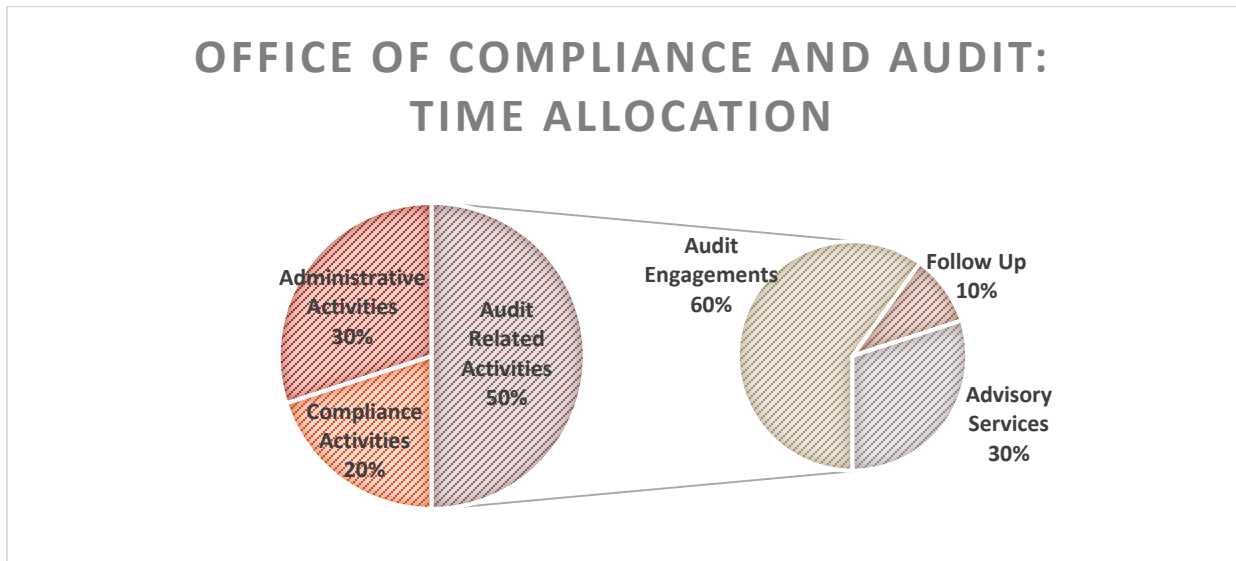 OFFICE OF COMPLIANCE AND AUDIT:
TIME ALLOCATION
Administrative
Activities
30%
Compliance
Activities
20%
Audit
Related
Activities
50%
Audit
Engagements
60%
Follow Up
10%
Advisory
Services
30%